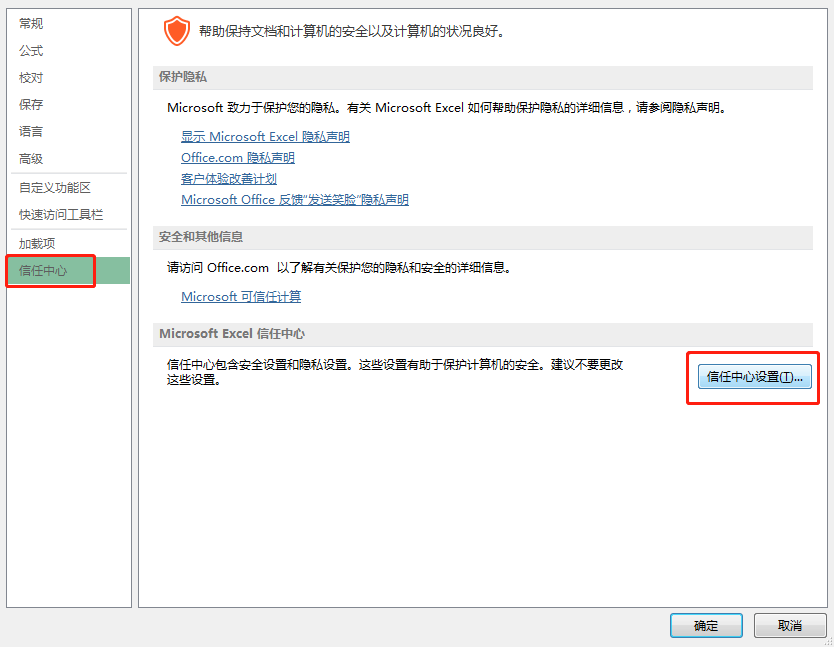 常规
公式
校对
保存
语言
高级
自定义功能区
快速访问工具栏
加载项
信任中心
帮助保持文档和计算机的安全以及计算机的状况良好。
保护隐私
Microsoft 致力于保护您的隐私。有关 Microsoft Excel 如何帮助保护隐私的详细信息，请参阅隐私声明。
显示 Microsoft Excel 隐私声明
Office.com 隐私声明
客户体验改善计划
Microsoft Office 反馈“发送笑脸”隐私声明
安全和其他信息
请访问 Office.com 以了解有关保护您的隐私和安全的详细信息。
Microsoft 可信任计算
Microsoft Excel 信任中心
信任中心包含安全设置和隐私设置。这些设置有助于保护计算机的安全。建议不要更改
这些设置。
信任中心设置(T)...
确定
取消